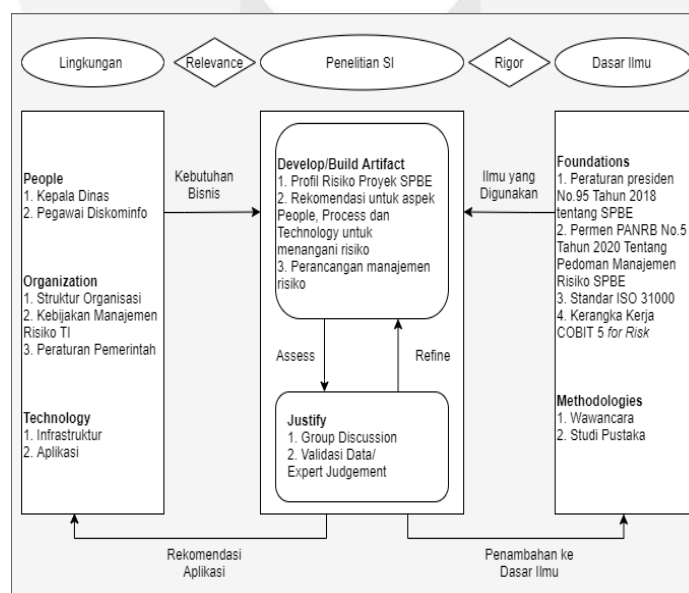 Lingkungan
Relevance
Penelitian SI
Rigor
Dasar Ilmu
People
1. Kepala Dinas
2. Pegawai Diskominfo
Organization
1. Struktur Organisasi
2. Kebijakan Manajemen
Risiko TI
3. Peraturan Pemerintah
Technology
1. Infrastruktur
2. Aplikasi
Kebutuhan
Bisnis
Develop/Build Artifact
1. Profil Risiko Proyek SPBE
2. Rekomendasi untuk aspek
People, Process dan
Technology untuk
menangani risiko
3. Perancangan manajemen
risiko
Assess
Refine
Justify
1. Group Discussion
2. Validasi Data/
Expert Judgement
Ilmu yang
Digunakan
Foundations
1. Peraturan presiden
No.95 Tahun 2018
tentang SPBE
2. Permen PANRB No.5
Tahun 2020 Tentang
Pedoman Manajemen
Risiko SPBE
3. Standar ISO 31000
4. Kerangka Kerja
COBIT 5 for Risk
Methodologies
1. Wawancara
2. Studi Pustaka
Rekomendasi
Aplikasi
Penambahan ke
Dasar Ilmu